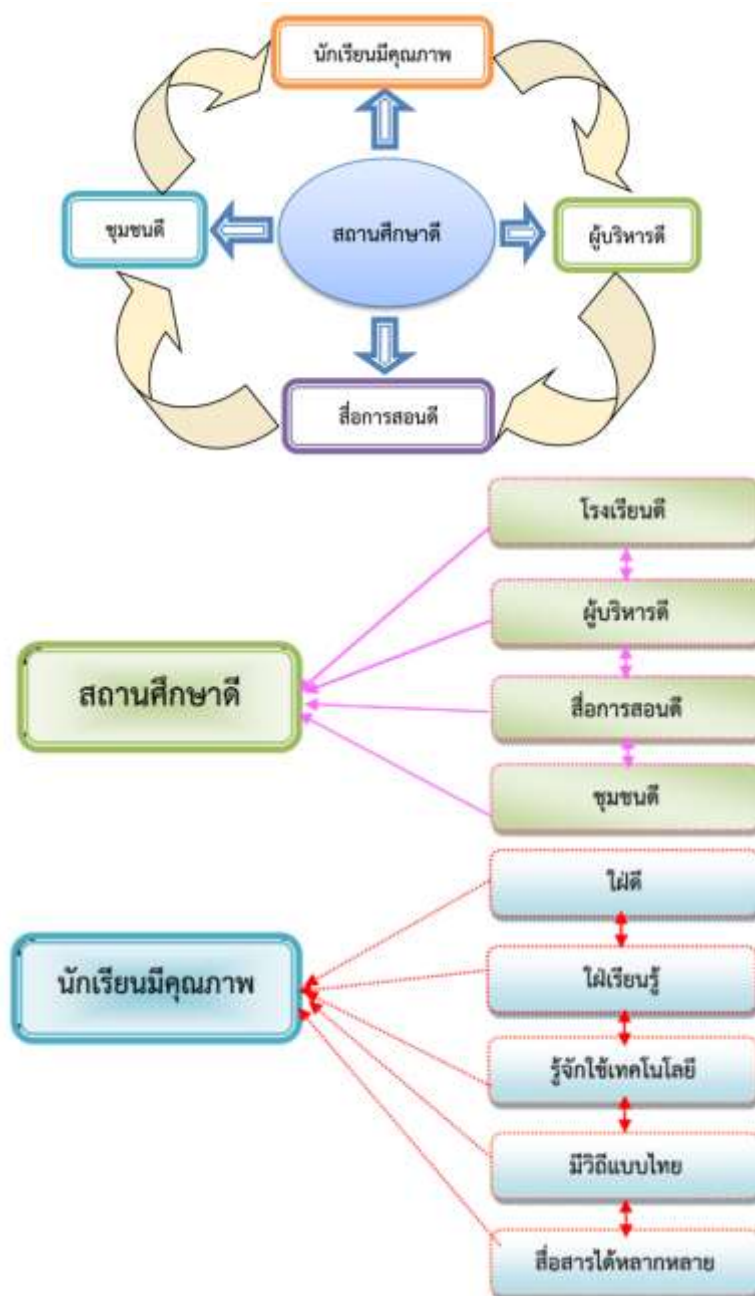 นักเรียนมีคุณภาพ
ชุมชนดี
สถานศึกษาดี
ผู้บริหารดี
สื่อการสอนดี
โรงเรียนดี
ผู้บริหารดี
สถานศึกษาดี
สื่อการสอนดี
ชุมชนดี
ใฝ่ดี
นักเรียนมีคุณภาพ
ใฝ่เรียนรู้
รู้จักใช้เทคโนโลยี
มีวิถีแบบไทย
สื่อสารได้หลากหลาย